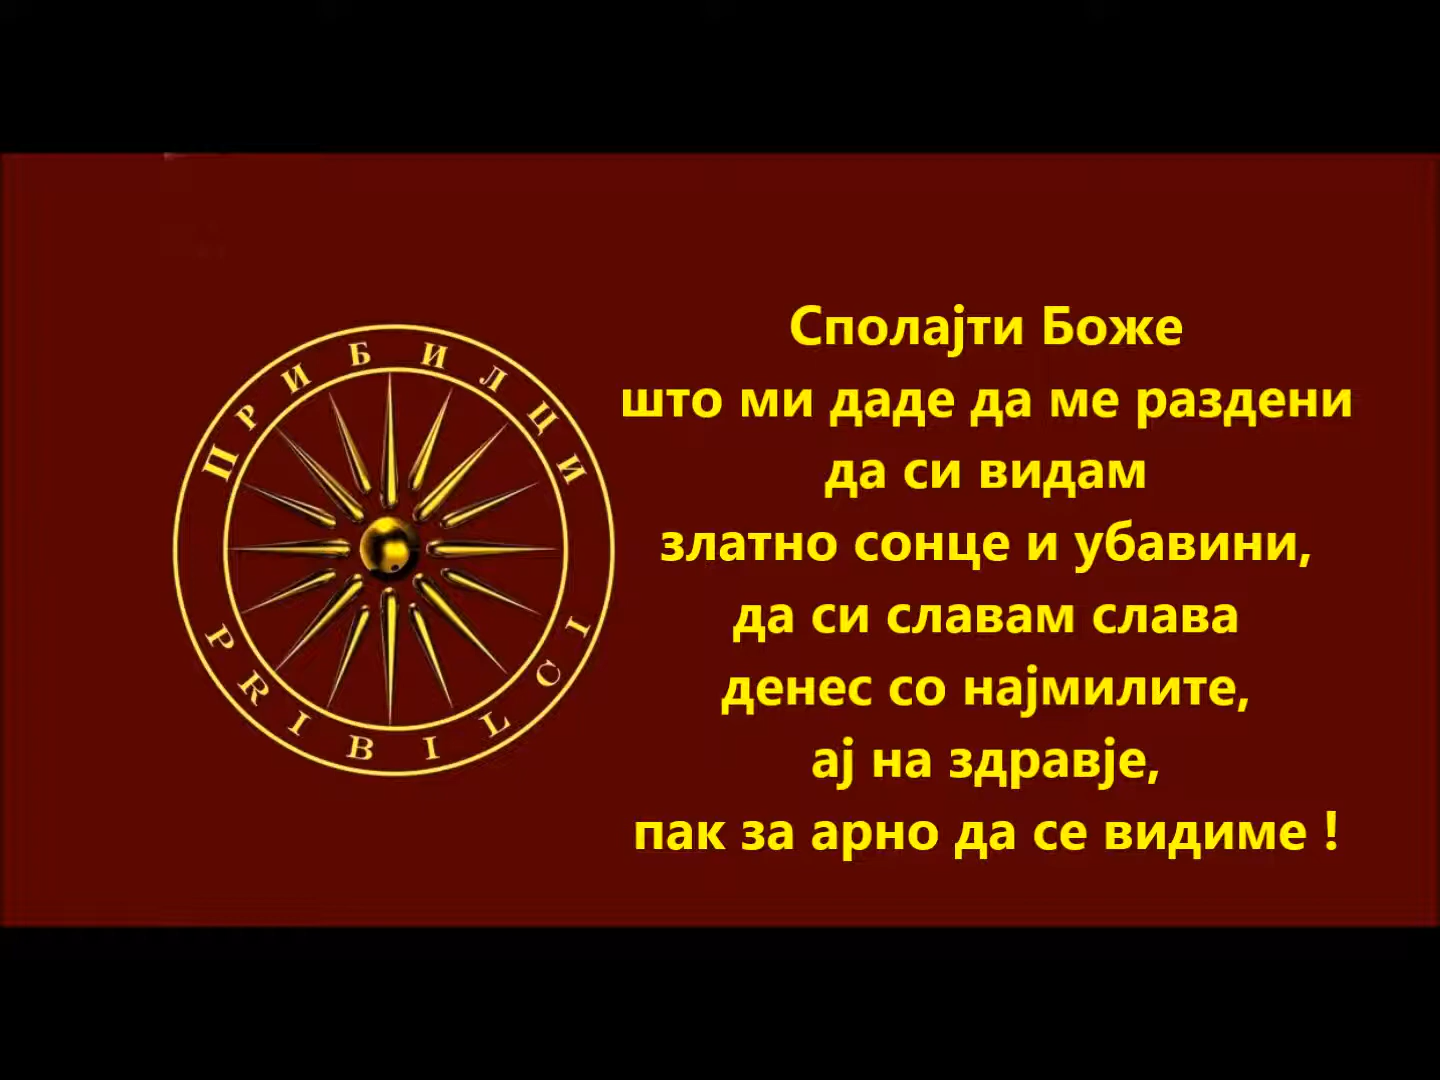 ПРИБИЛЦИ
PRIBILCI
Сполајти Боже
што ми даде да ме раздени
да си видам
златно сонце и убавини,
да си славам слава
денес со најмилите,
ај на здравје,
пак за арно да се видиме !